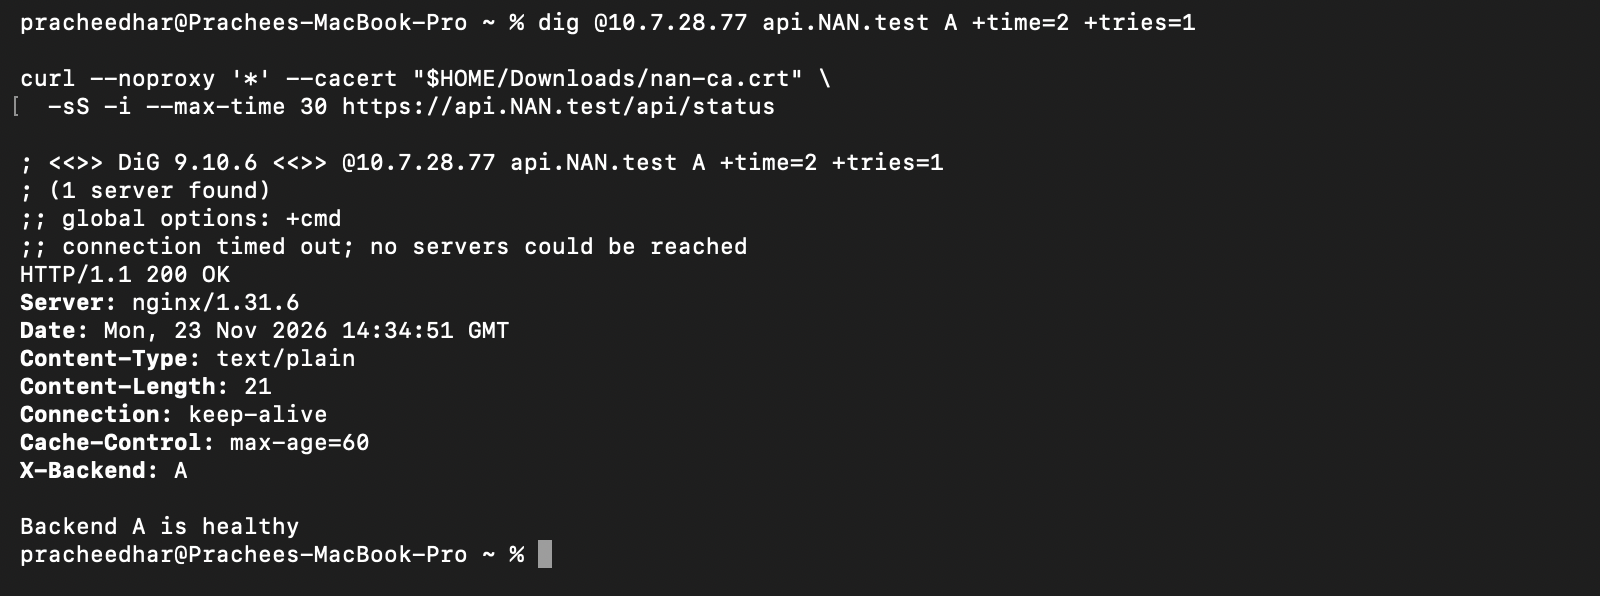 pracheedhar@Prachees-MacBook-Pro ~ % dig @10.7.28.77 api.NAN.test A +time=2 +tries=1
curl --noproxy '*' --cacert "$HOME/Downloads/nan-ca.crt" \
[  -sS -i --max-time 30 https://api.NAN.test/api/status
; <<>> DiG 9.10.6 <<>> @10.7.28.77 api.NAN.test A +time=2 +tries=1
; (1 server found)
;; global options: +cmd
;; connection timed out; no servers could be reached
HTTP/1.1 200 OK
Server: nginx/1.31.6
Date: Mon, 23 Nov 2026 14:34:51 GMT
Content-Type: text/plain
Content-Length: 21
Connection: keep-alive
Cache-Control: max-age=60
X-Backend: A
Backend A is healthy
pracheedhar@Prachees-MacBook-Pro ~ %